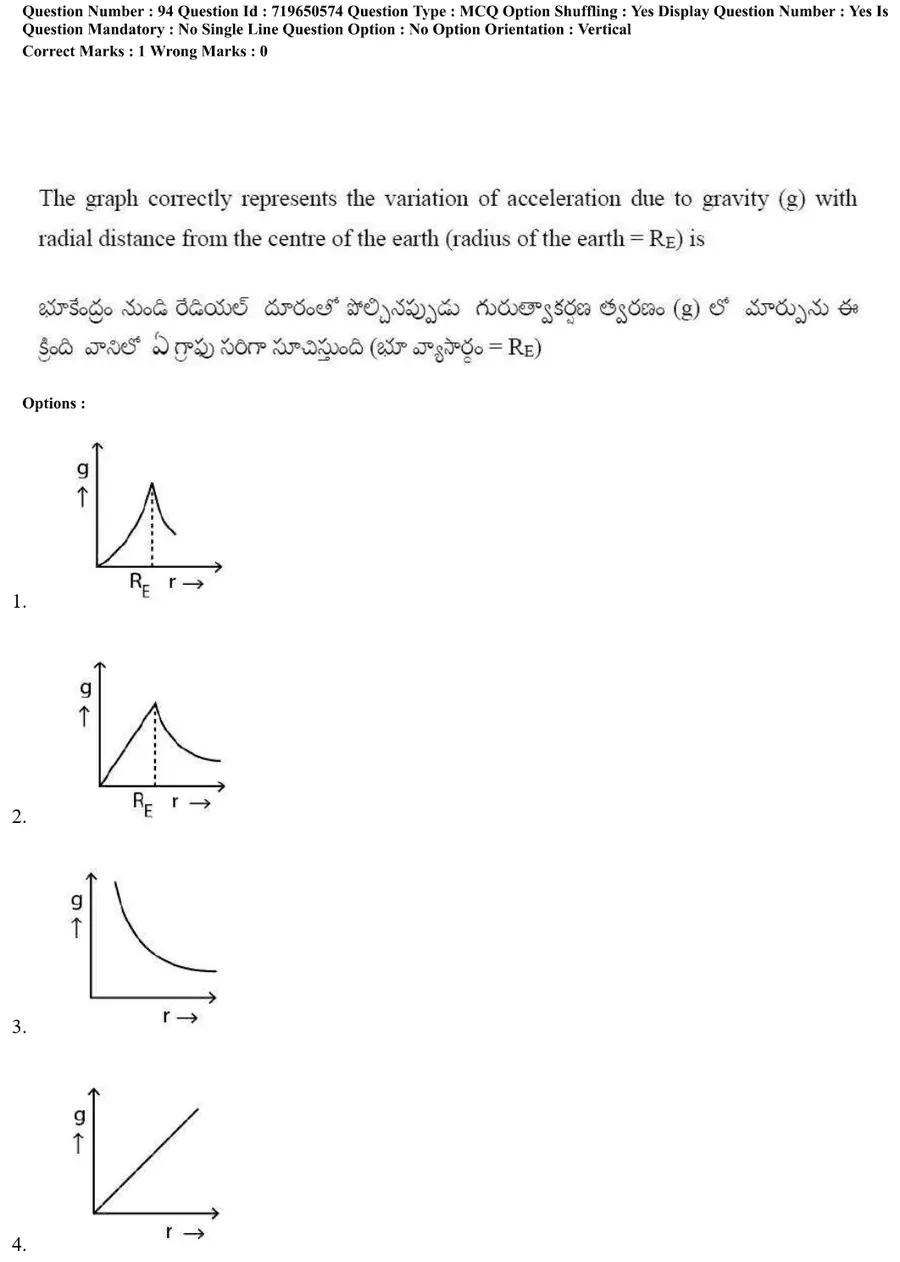 Question Number : 94 Question Id : 719650574 Question Type : MCQ Option Shuffling : Yes Display Question Number : Yes Is
Question Mandatory : No Single Line Question Option : No Option Orientation : Vertical
Correct Marks : 1 Wrong Marks : 0
The graph correctly represents the variation of acceleration due to gravity (g) with
radial distance from the centre of the earth (radius of the earth = RE) is
భూకేంద్రం నుండి రేడియల్ దూరంతో పోల్చినప్పుడు గురుత్వాకర్షణ త్వరణం (g) లో మార్పును ఈ
క్రింది వానిలో ఏ గ్రాఫు సరిగా సూచిస్తుంది (భూ వ్యాసార్ధం = RE)
Options :
g
↑
RE r →
1.
g
↑
RE r →
2.
g
↑
r →
3.
g
↑
r →
4.